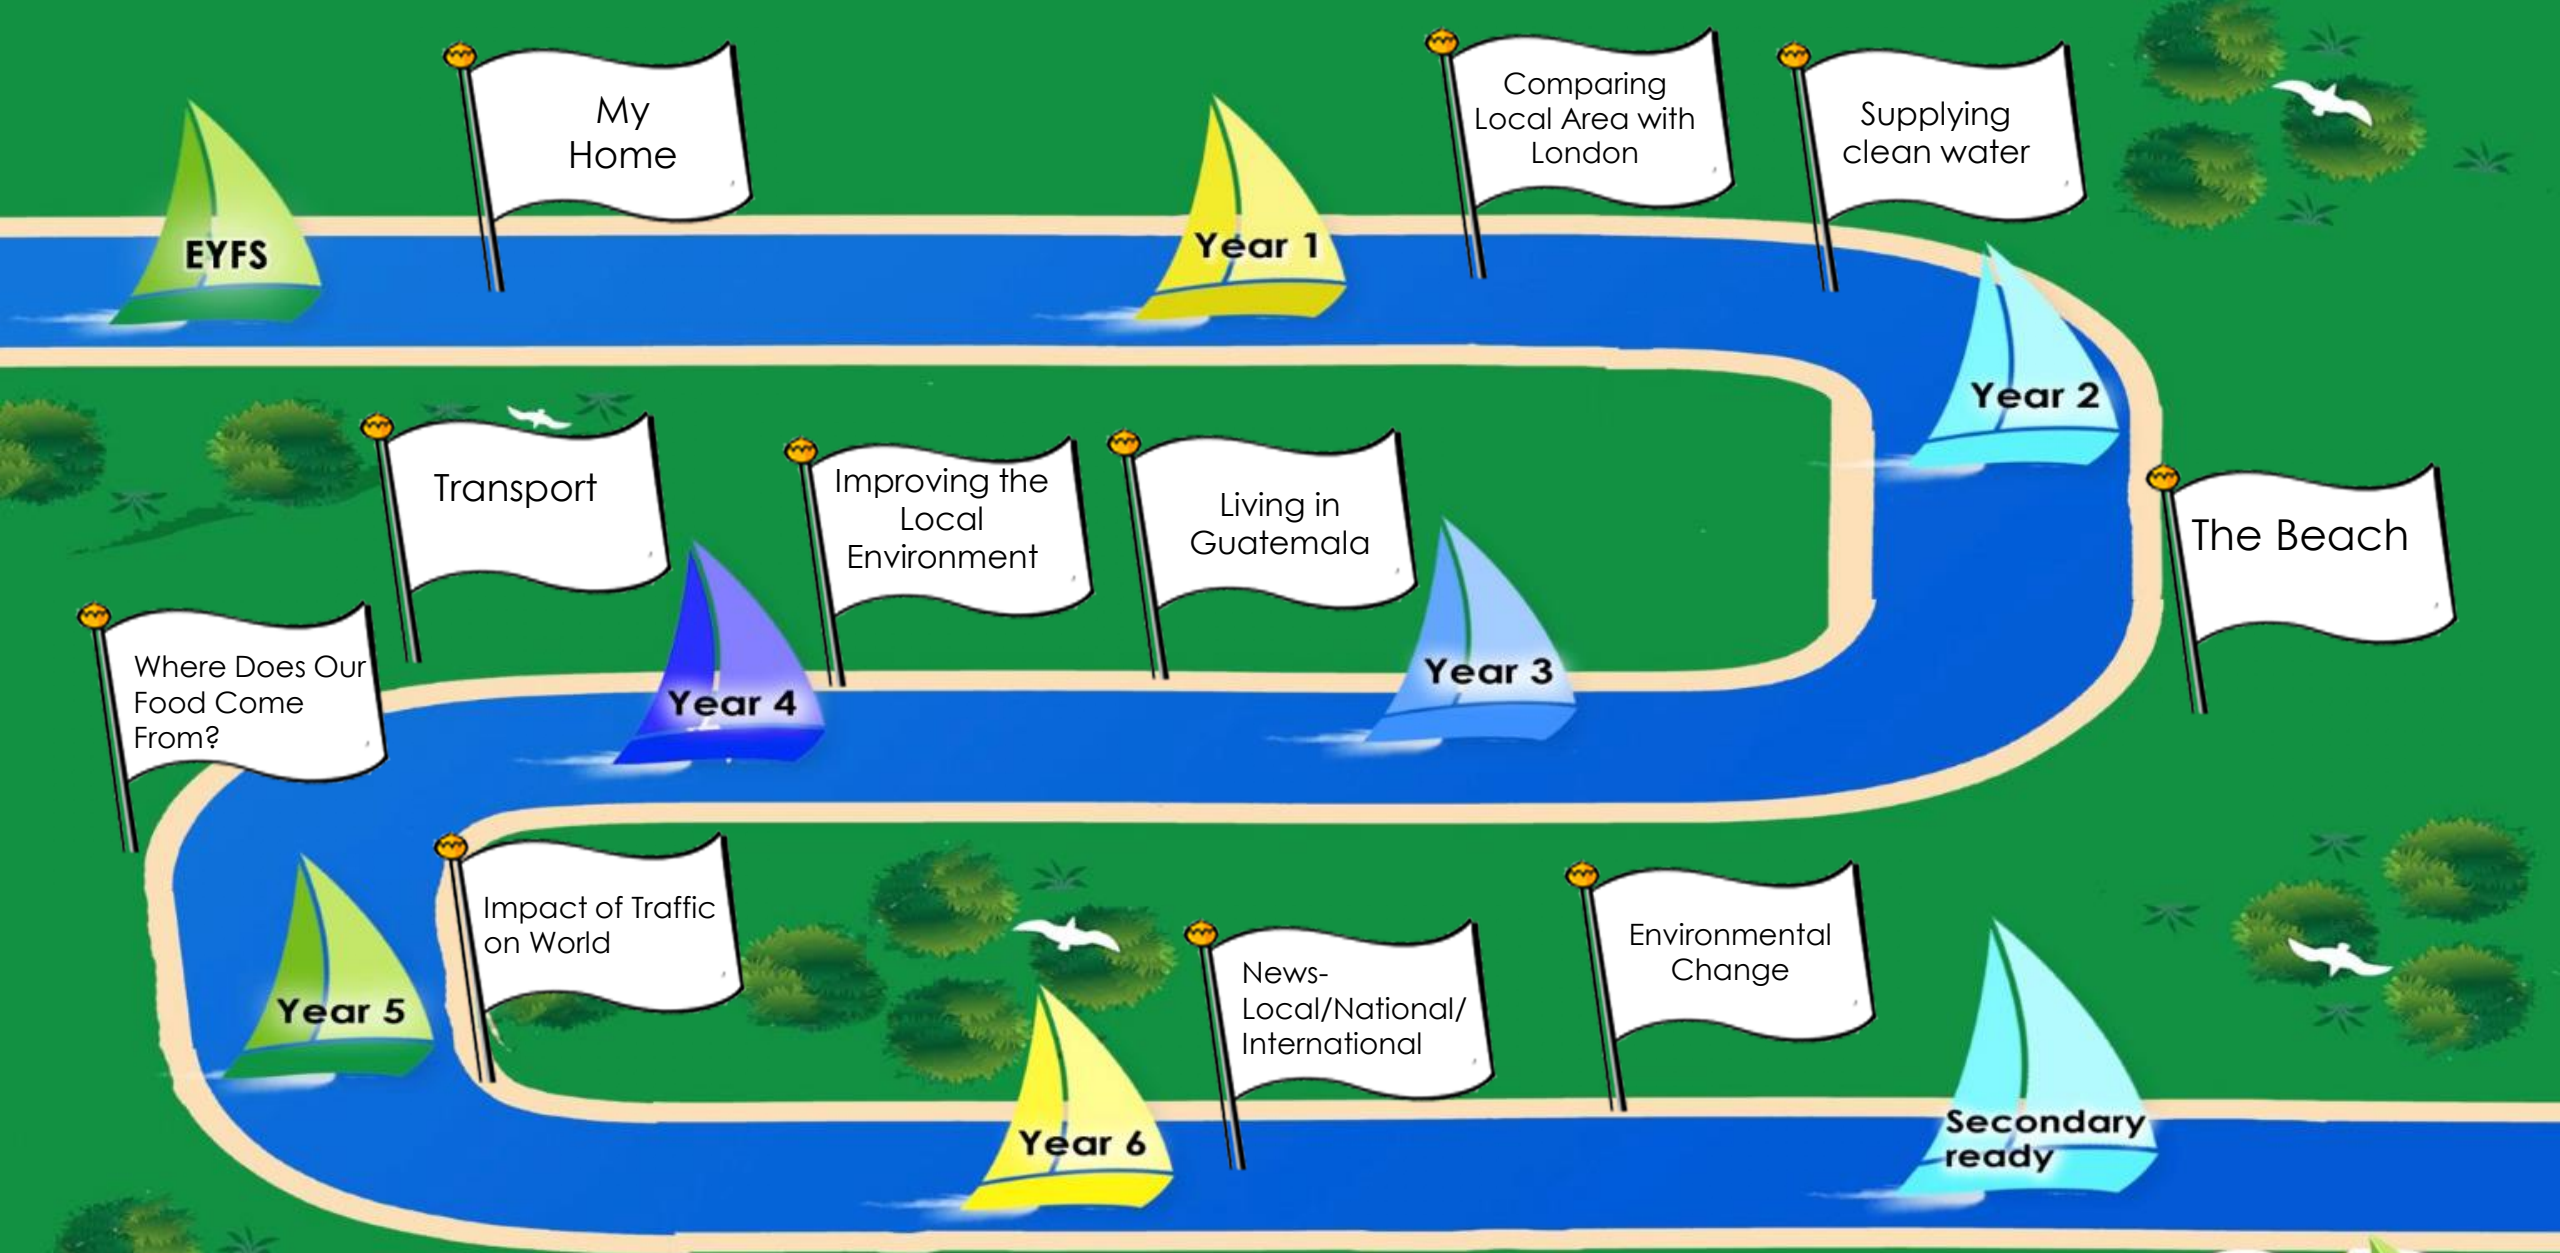 EYFS
My
Home
Year 1
Comparing
Local Area with
London
Supplying
clean water
Year 2
The Beach
Year 3
Living in
Guatemala
Improving the
Local
Environment
Year 4
Transport
Where Does Our
Food Come
From?
Year 5
Impact of Traffic
on World
Year 6
News-
Local/National/
International
Environmental
Change
Secondary
ready